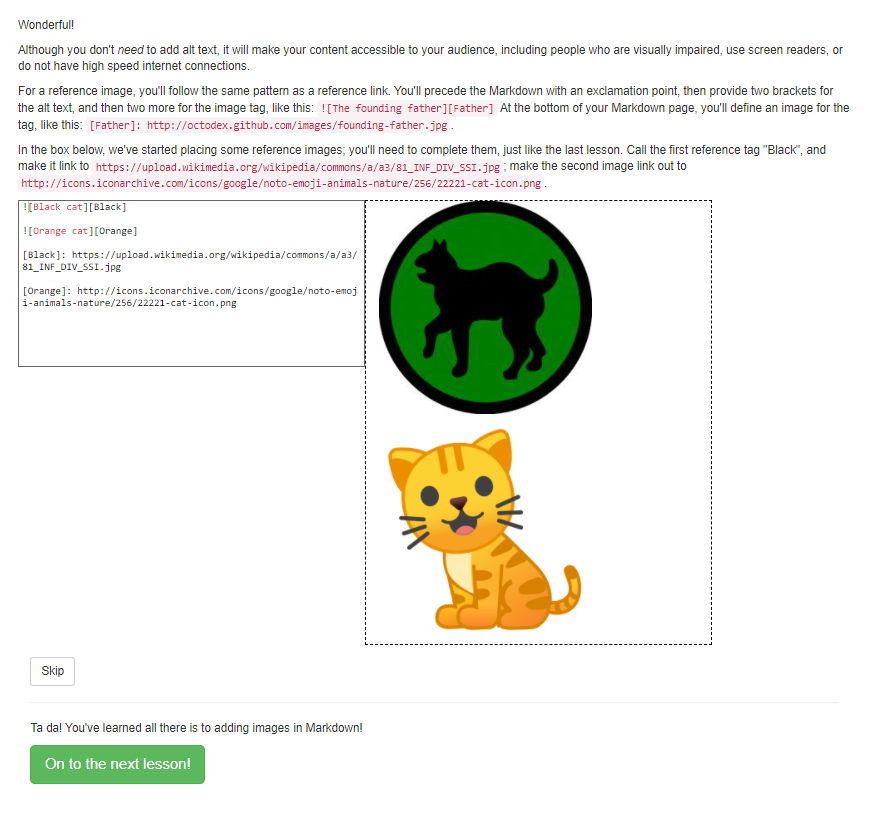 Wonderful!
Although you don't need to add alt text, it will make your content accessible to your audience, including people who are visually impaired, use screen readers, or
do not have high speed internet connections.
For a reference image, you'll follow the same pattern as a reference link. You'll precede the Markdown with an exclamation point, then provide two brackets for
the alt text, and then two more for the image tag, like this: ![The founding father][Father] At the bottom of your Markdown page, you'll define an image for the
tag, like this: [Father]: http://octodex.github.com/images/founding-father.jpg .
In the box below, we've started placing some reference images; you'll need to complete them, just like the last lesson. Call the first reference tag "Black", and
make it link to https://upload.wikimedia.org/wikipedia/commons/a/a3/81_INF_DIV_SSI.jpg ; make the second image link out to
http://icons.iconarchive.com/icons/google/noto-emoji-animals-nature/256/22221-cat-icon.png .
![Black cat][Black]
![Orange cat][Orange]
[Black]: https://upload.wikimedia.org/wikipedia/commons/a/a3/
81_INF_DIV_SSI.jpg
[Orange]: http://icons.iconarchive.com/icons/google/noto-emoj
i-animals-nature/256/22221-cat-icon.png
Skip
Ta da! You've learned all there is to adding images in Markdown!
On to the next lesson!